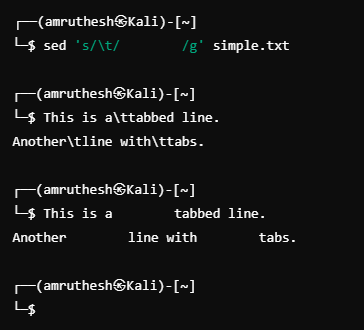 ┌──(amruthesh㉿Kali)-[~]
└─$ sed 's/\t/        /g' simple.txt

┌──(amruthesh㉿Kali)-[~]
└─$ This is a\ttabbed line.
Another\tline with\ttabs.

┌──(amruthesh㉿Kali)-[~]
└─$ This is a        tabbed line.
Another        line with        tabs.

┌──(amruthesh㉿Kali)-[~]
└─$